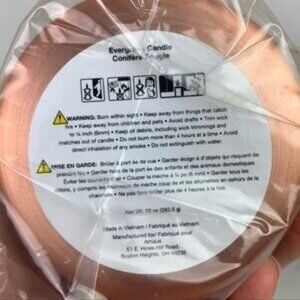 Evergreen Candle
Conifère Bougie
WARNING: Burn within sight • Keep away from things that catch
fire • Keep away from children and pets • Avoid drafts • Trim wick
to ¼ inch (6mm) • Keep all debris, including wick trimmings and
matches out of candle • Do not burn more than 4 hours at a time • Avoid
direct inhalation of any smoke • Do not extinguish with water.
MISE EN GARDE: Brûler à port de vue • Garder éloigné d'objets qui
prendre feu • Garder hors de la portée des enfants et des animaux domestiques
Éviter les courants d'air • Couper la mèche à ¼ po (6 mm) • Garder tous les
débris, y compris les morceaux de mèche coupés et les allumettes en dehors de la
chandelle • Ne pas faire brûler plus de 4 heures à la fois
Net Wt. 10 oz (283.5 g)
Made in Vietnam / Fabriqué au Vietnam
Manufactured for/ Fabriqué pour
51 E. Hines Hill Road,
Boston Heights, OH 44236